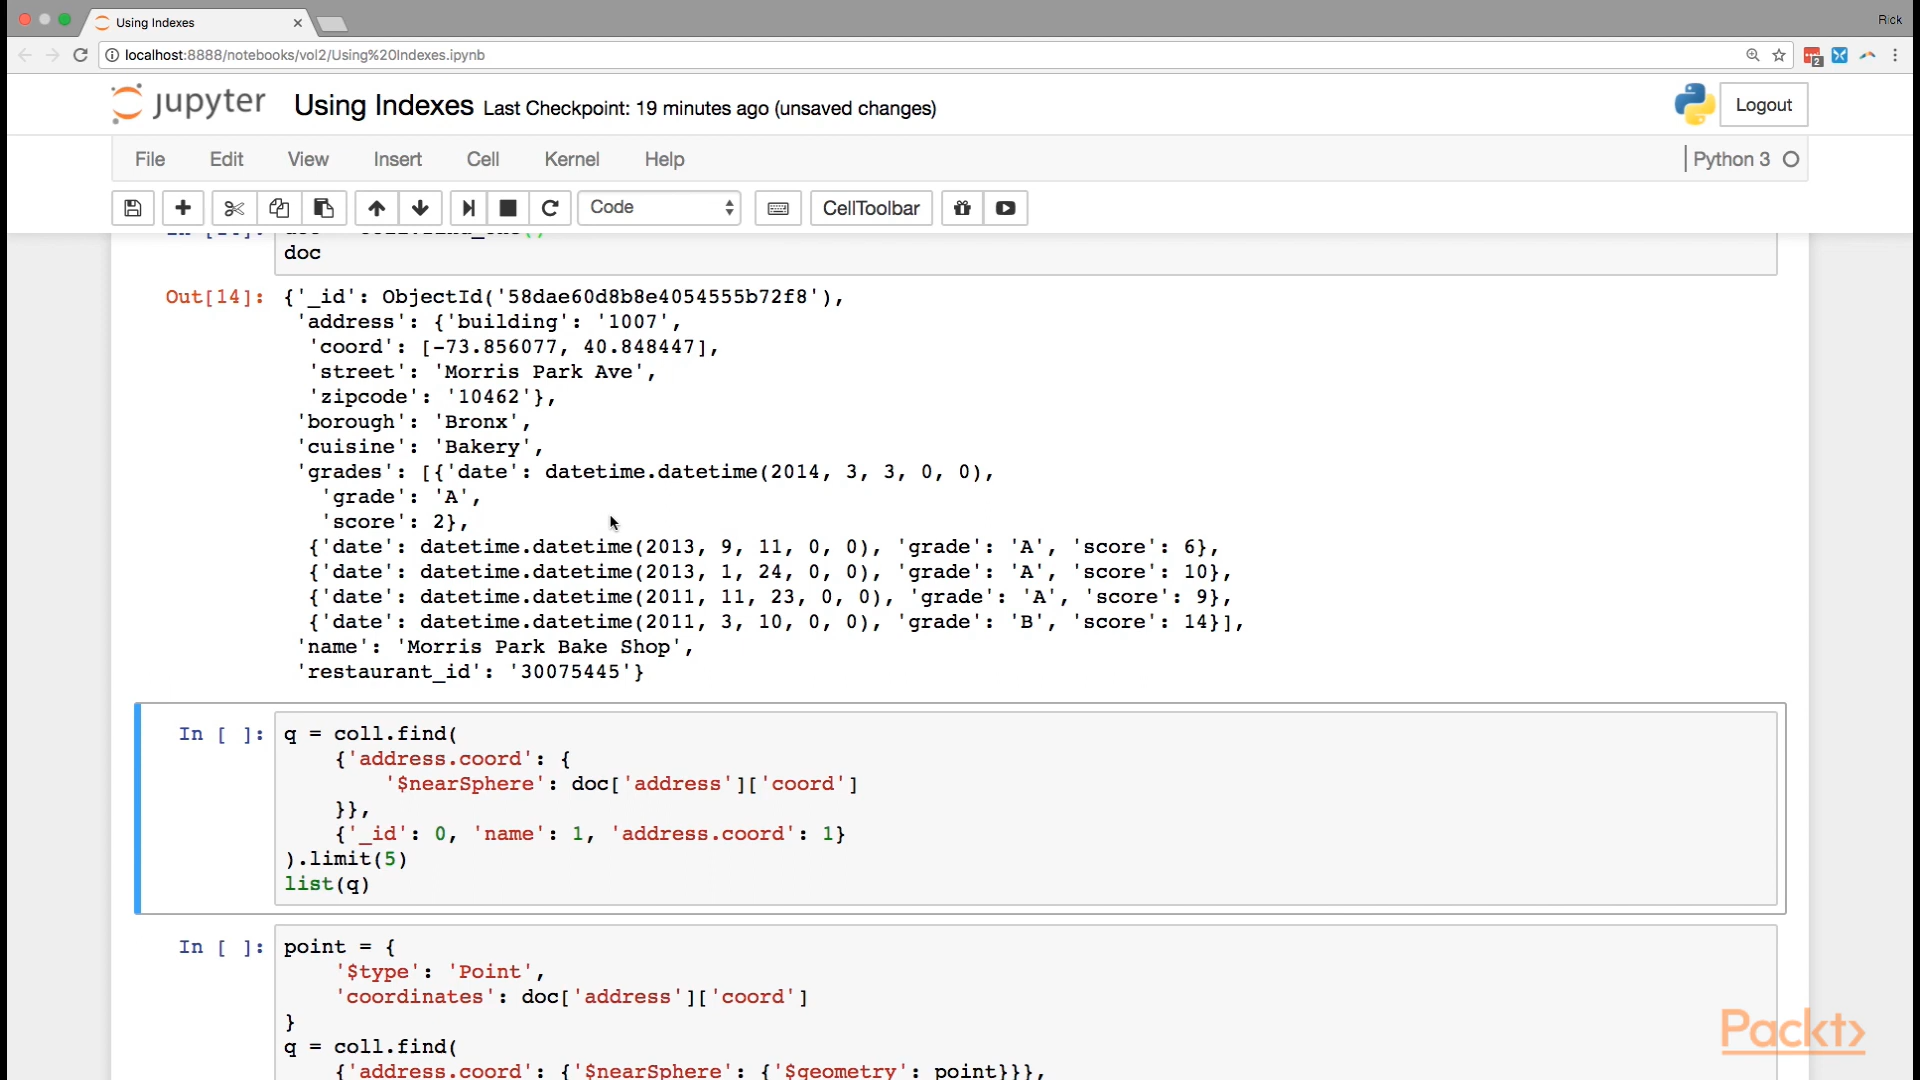 Using Indexes
Rick
localhost:8888/notebooks/vol2/Using%20Indexes.ipynb
2
jupyter Using Indexes Last Checkpoint: 19 minutes ago (unsaved changes)
Logout
File Edit View Insert Cell Kernel Help
Python 3
Code
CellToolbar
doc
Out[14]: {'_id': ObjectId('58dae60d8b8e4054555b72f8'),
'address': {'building': '1007',
'coord': [-73.856077, 40.848447],
'street': 'Morris Park Ave',
'zipcode': '10462'},
'borough': 'Bronx',
'cuisine': 'Bakery',
'grades': [{'date': datetime.datetime(2014, 3, 3, 0, 0),
'grade': 'A',
'score': 2},
{'date': datetime.datetime(2013, 9, 11, 0, 0), 'grade': 'A', 'score': 6},
{'date': datetime.datetime(2013, 1, 24, 0, 0), 'grade': 'A', 'score': 10},
{'date': datetime.datetime(2011, 11, 23, 0, 0), 'grade': 'A', 'score': 9},
{'date': datetime.datetime(2011, 3, 10, 0, 0), 'grade': 'B', 'score': 14}],
'name': 'Morris Park Bake Shop',
'restaurant_id': '30075445'}
In [ ]: q = coll.find(
{'address.coord': {
'$nearSphere': doc['address']['coord']
}},
{'_id': 0, 'name': 1, 'address.coord': 1}
).limit(5)
list(q)
In [ ]: point = {
'$type': 'Point',
'coordinates': doc['address']['coord']
}
q = coll.find(
{'address.coord': {'$nearSphere': {'$geometry': point}}},
Packt>